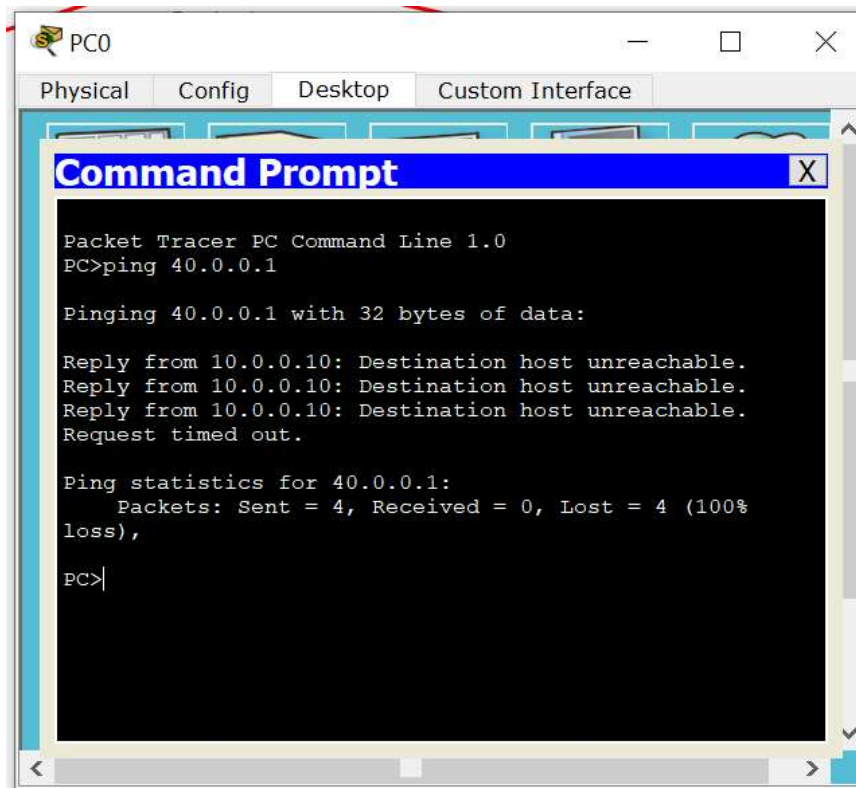 PC0
Physical Config Desktop Custom Interface
Command Prompt
X
Packet Tracer PC Command Line 1.0
PC>ping 40.0.0.1
Pinging 40.0.0.1 with 32 bytes of data:
Reply from 10.0.0.10: Destination host unreachable.
Reply from 10.0.0.10: Destination host unreachable.
Reply from 10.0.0.10: Destination host unreachable.
Request timed out.
Ping statistics for 40.0.0.1:
Packets: Sent = 4, Received = 0, Lost = 4 (100%
loss),
PC>